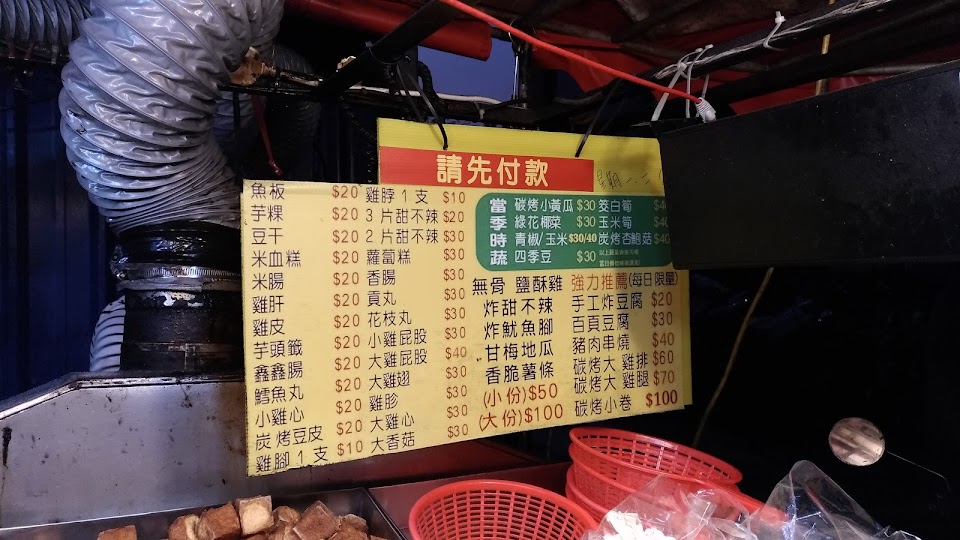 請先付款
魚板 $20
芋粿 $20
豆干 $20
米血糕 $20
米腸 $20
雞肝 $20
雞皮 $20
芋頭籤 $20
鑫鑫腸 $20
鱈魚丸 $20
小雞心 $20
炭烤豆皮 $20
雞腳1支 $10
雞脖1支 $10
3片甜不辣 $20
2片甜不辣 $30
蘿蔔糕 $30
香腸 $30
貢丸 $30
花枝丸 $30
小雞屁股 $30
大雞屁股 $40
大雞翅 $30
雞胗 $30
大雞心 $30
大香菇 $30
當季時蔬
碳烤小黃瓜 $30 筊白筍
綠花椰菜 $30 玉米筍
青椒/玉米 $30/40 炭烤杏鮑菇
四季豆 $30
無骨 鹽酥雞
炸甜不辣
炸魷魚腳
甘梅地瓜
香脆薯條
(小份)$50
(大份)$100
強力推薦(每日限量)
手工炸豆腐 $20
百頁豆腐 $30
豬肉串燒 $40
碳烤大雞排 $60
碳烤大雞腿 $70
碳烤小卷 $100